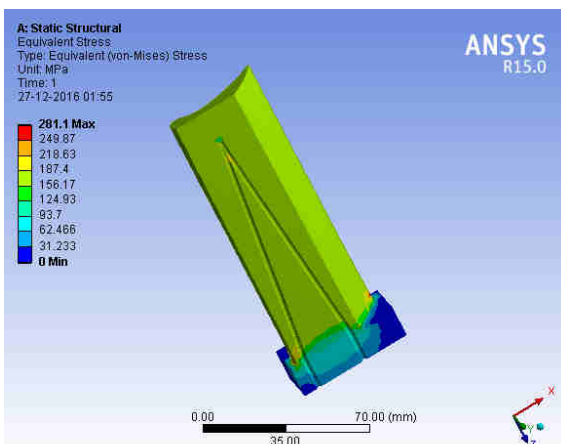 A: Static Structural
Equivalent Stress
Type: Equivalent (von-Mises) Stress
Unit: MPa
Time: 1
27-12-2016 01:55
ANSYS
R15.0
281.1 Max
249.87
218.63
187.4
156.17
124.93
93.7
62.466
31.233
0 Min
0.00
70.00 (mm)
35.00
X
Y
Z